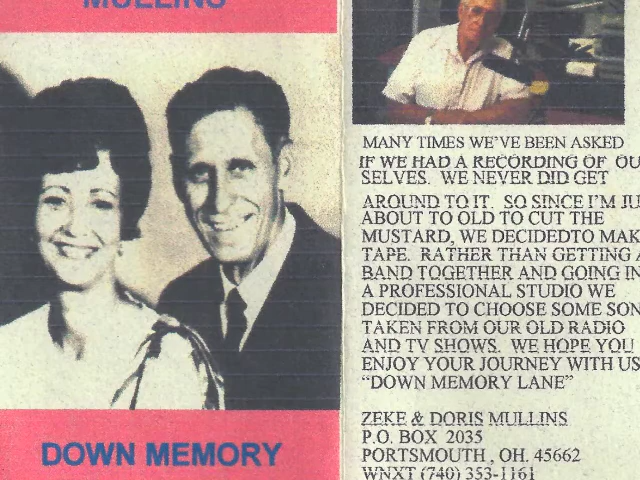 MULLINS
DOWN MEMORY
MANY TIMES WE'VE BEEN ASKED
IF WE HAD A RECORDING OF OU
SELVES. WE NEVER DID GET
AROUND TO IT. SO SINCE I'M JU
ABOUT TO OLD TO CUT THE
MUSTARD, WE DECIDEDTO MAK
TAPE. RATHER THAN GETTING A
BAND TOGETHER AND GOING IN
A PROFESSIONAL STUDIO WE
DECIDED TO CHOOSE SOME SON
TAKEN FROM OUR OLD RADIO
AND TV SHOWS. WE HOPE YOU
ENJOY YOUR JOURNEY WITH US
"DOWN MEMORY LANE"
ZEKE & DORIS MULLINS
P.O. BOX 2035
PORTSMOUTH, OH. 45662
WNXT (740) 353-1161